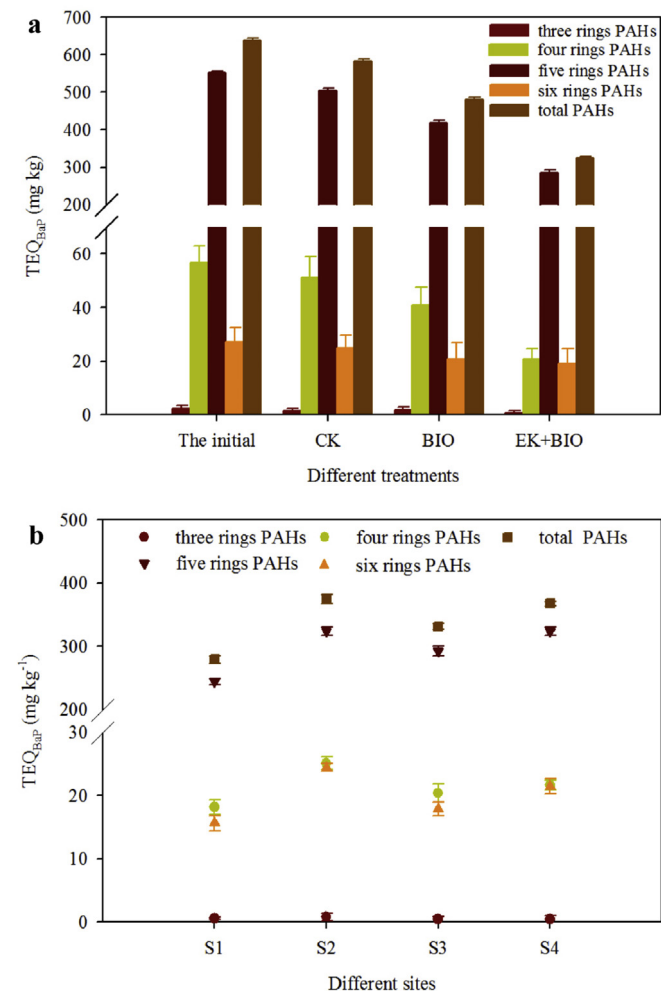 a
700
600
500
400
300
200
60
40
20
0
TEQBaP (mg kg)
three rings PAHs
four rings PAHs
five rings PAHs
six rings PAHs
total PAHs
The initial CK BIO EK+BIO
Different treatments
b
500
400
300
200
30
20
10
0
TEQBaP (mg kg-1)
three rings PAHs four rings PAHs total PAHs
five rings PAHs six rings PAHs
S1 S2 S3 S4
Different sites